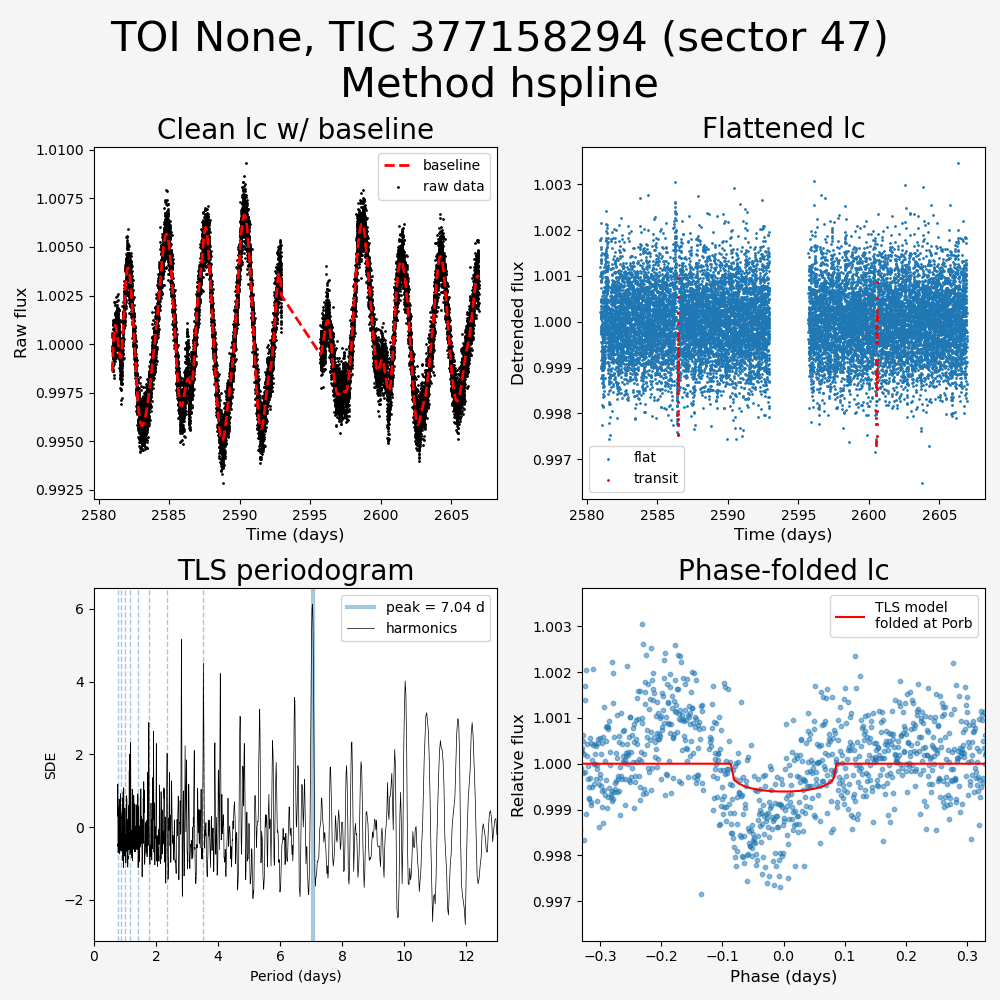 TOI None, TIC 377158294 (sector 47)
Method hspline
Clean lc w/ baseline
Flattened lc
1.0100
1.0075
1.0050
1.0025
1.0000
0.9975
0.9950
0.9925
Raw flux
baseline
raw data
2580
2585
2590
2595
2600
2605
Time (days)
1.003
1.002
1.001
1.000
0.999
0.998
0.997
Detrended flux
flat
transit
2580
2585
2590
2595
2600
2605
Time (days)
TLS periodogram
Phase-folded lc
6
4
2
0
−2
SDE
peak = 7.04 d
harmonics
0
2
4
6
8
10
12
Period (days)
1.003
1.002
1.001
1.000
0.999
0.998
0.997
Relative flux
TLS model
folded at Porb
−0.3
−0.2
−0.1
0.0
0.1
0.2
0.3
Phase (days)